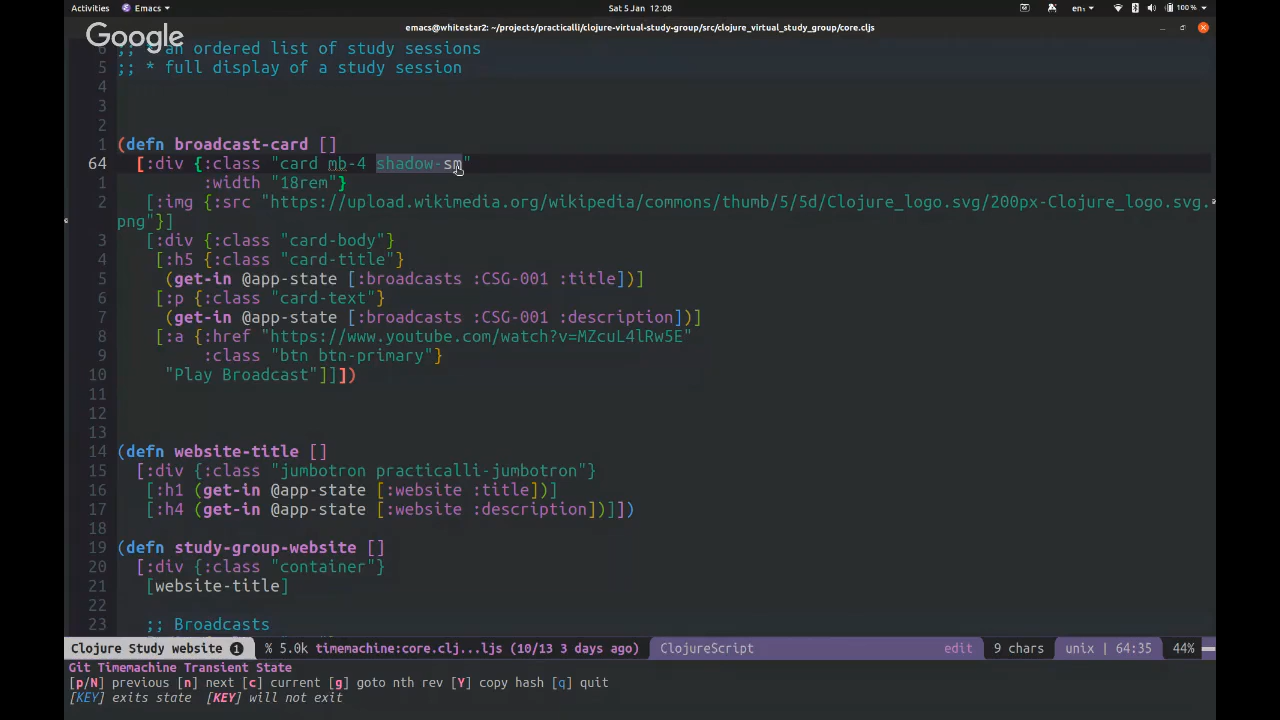 Activities Emacs Sat 5 Jan 12:08 en₁ 100 %
emacs@whitestar2: ~/projects/practicalli/clojure-virtual-study-group/src/clojure_virtual_study_group/core.cljs
Google
6 ;; * an ordered list of study sessions
5 ;; * full display of a study session
4
3
2
1 (defn broadcast-card []
64 [:div {:class "card mb-4 shadow-sm"
1 :width "18rem"}
2 [:img {:src "https://upload.wikimedia.org/wikipedia/commons/thumb/5/5d/Clojure_logo.svg/200px-Clojure_logo.svg.
png"}]
3 [:div {:class "card-body"}
4 [:h5 {:class "card-title"}
5 (get-in @app-state [:broadcasts :CSG-001 :title])]
6 [:p {:class "card-text"}
7 (get-in @app-state [:broadcasts :CSG-001 :description])]
8 [:a {:href "https://www.youtube.com/watch?v=MZcuL4lRw5E"
9 :class "btn btn-primary"}
10 "Play Broadcast"]]])
11
12
13
14 (defn website-title []
15 [:div {:class "jumbotron practicalli-jumbotron"}
16 [:h1 (get-in @app-state [:website :title])]
17 [:h4 (get-in @app-state [:website :description])]])
18
19 (defn study-group-website []
20 [:div {:class "container"}
21 [website-title]
22
23 ;; Broadcasts
Clojure Study website 1 % 5.0k timemachine:core.clj...ljs (10/13 3 days ago) ClojureScript edit 9 chars unix | 64:35 44%
Git Timemachine Transient State
[p/N] previous [n] next [c] current [g] goto nth rev [Y] copy hash [q] quit
[KEY] exits state [KEY] will not exit